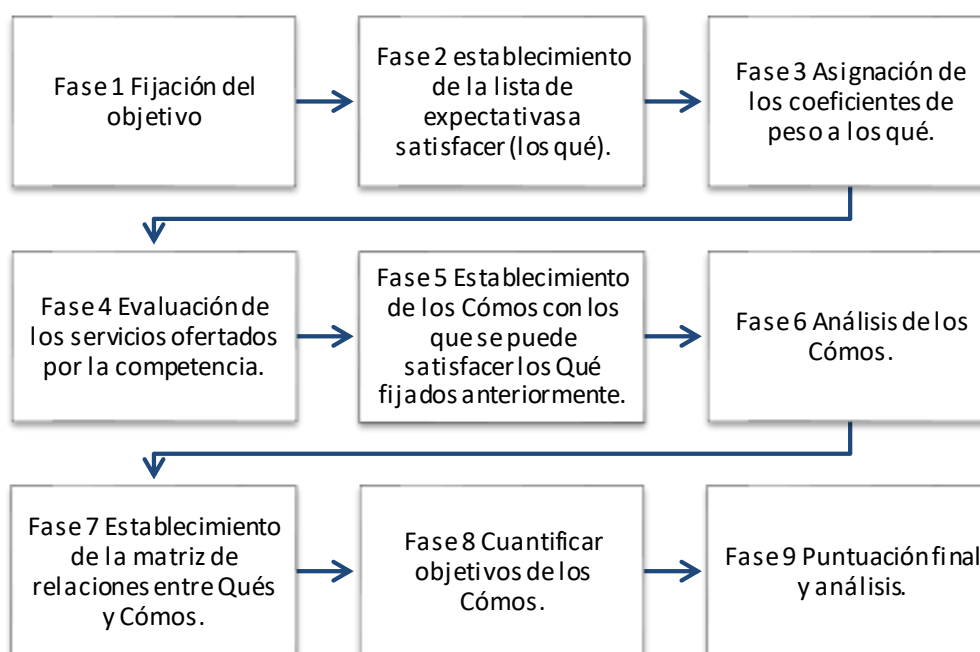 Fase 1 Fijación del
objetivo
Fase 2 establecimiento
de la lista de
expectativas a
satisfacer (los qué).
Fase 3 Asignación de
los coeficientes de
peso a los qué.
Fase 4 Evaluación de
los servicios ofertados
por la competencia.
Fase 5 Establecimiento
de los Cómos con los
que se puede
satisfacer los Qué
fijados anteriormente.
Fase 6 Análisis de los
Cómos.
Fase 7 Establecimiento
de la matriz de
relaciones entre Qués
y Cómos.
Fase 8 Cuantificar
objetivos de los
Cómos.
Fase 9 Puntuación final
y análisis.